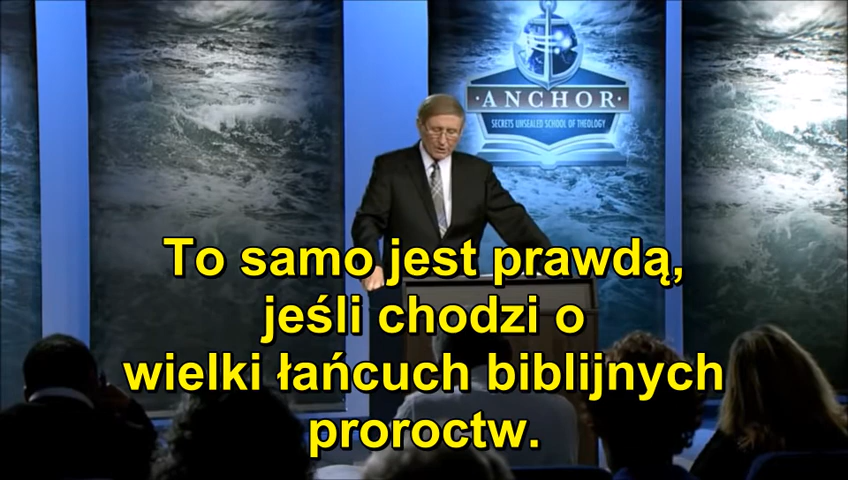 ANCHOR
SECRETS UNSEALED SCHOOL OF THEOLOGY
To samo jest prawdą,
jeśli chodzi o
wielki łańcuch biblijnych
proroctw.